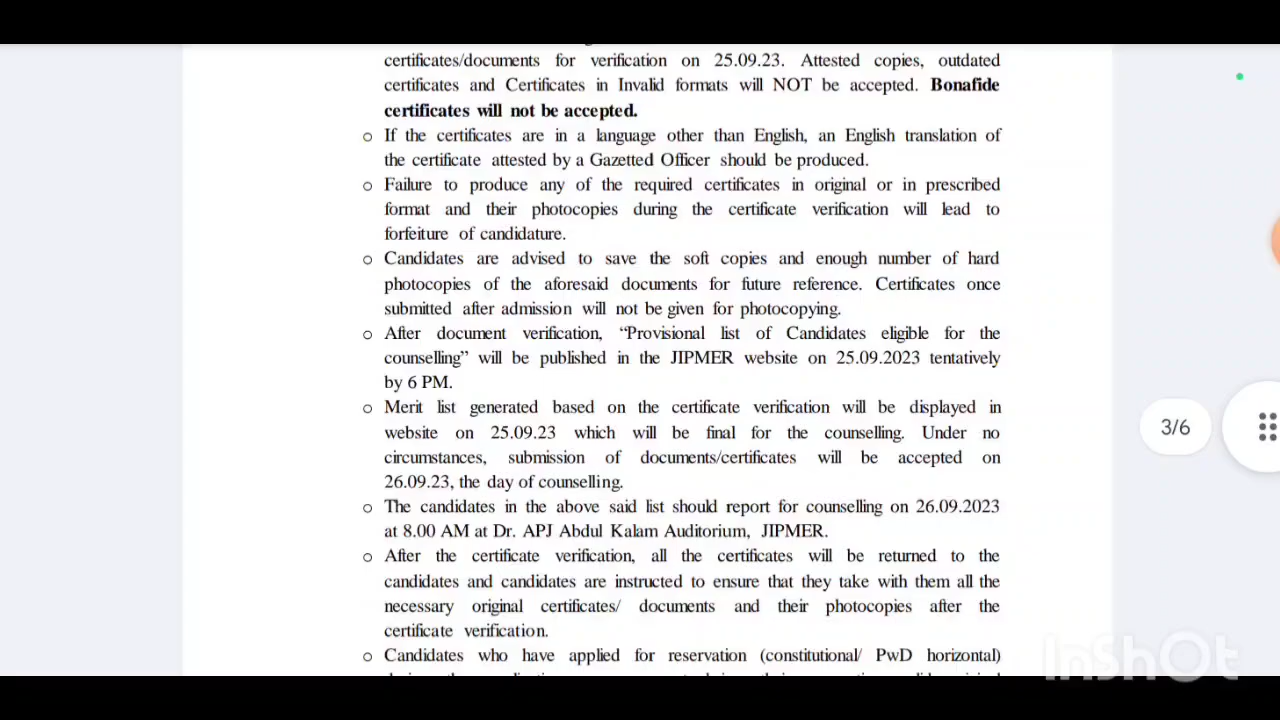 certificates/documents for verification on 25.09.23. Attested copies, outdated
certificates and Certificates in Invalid formats will NOT be accepted. Bonafide
certificates will not be accepted.
o If the certificates are in a language other than English, an English translation of
the certificate attested by a Gazetted Officer should be produced.
o Failure to produce any of the required certificates in original or in prescribed
format and their photocopies during the certificate verification will lead to
forfeiture of candidature.
o Candidates are advised to save the soft copies and enough number of hard
photocopies of the aforesaid documents for future reference. Certificates once
submitted after admission will not be given for photocopying.
o After document verification, “Provisional list of Candidates eligible for the
counselling” will be published in the JIPMER website on 25.09.2023 tentatively
by 6 PM.
o Merit list generated based on the certificate verification will be displayed in
website on 25.09.23 which will be final for the counselling. Under no
circumstances, submission of documents/certificates will be accepted on
26.09.23, the day of counselling.
o The candidates in the above said list should report for counselling on 26.09.2023
at 8.00 AM at Dr. APJ Abdul Kalam Auditorium, JIPMER.
o After the certificate verification, all the certificates will be returned to the
candidates and candidates are instructed to ensure that they take with them all the
necessary original certificates/ documents and their photocopies after the
certificate verification.
o Candidates who have applied for reservation (constitutional/ PwD horizontal)
3/6
InShOt